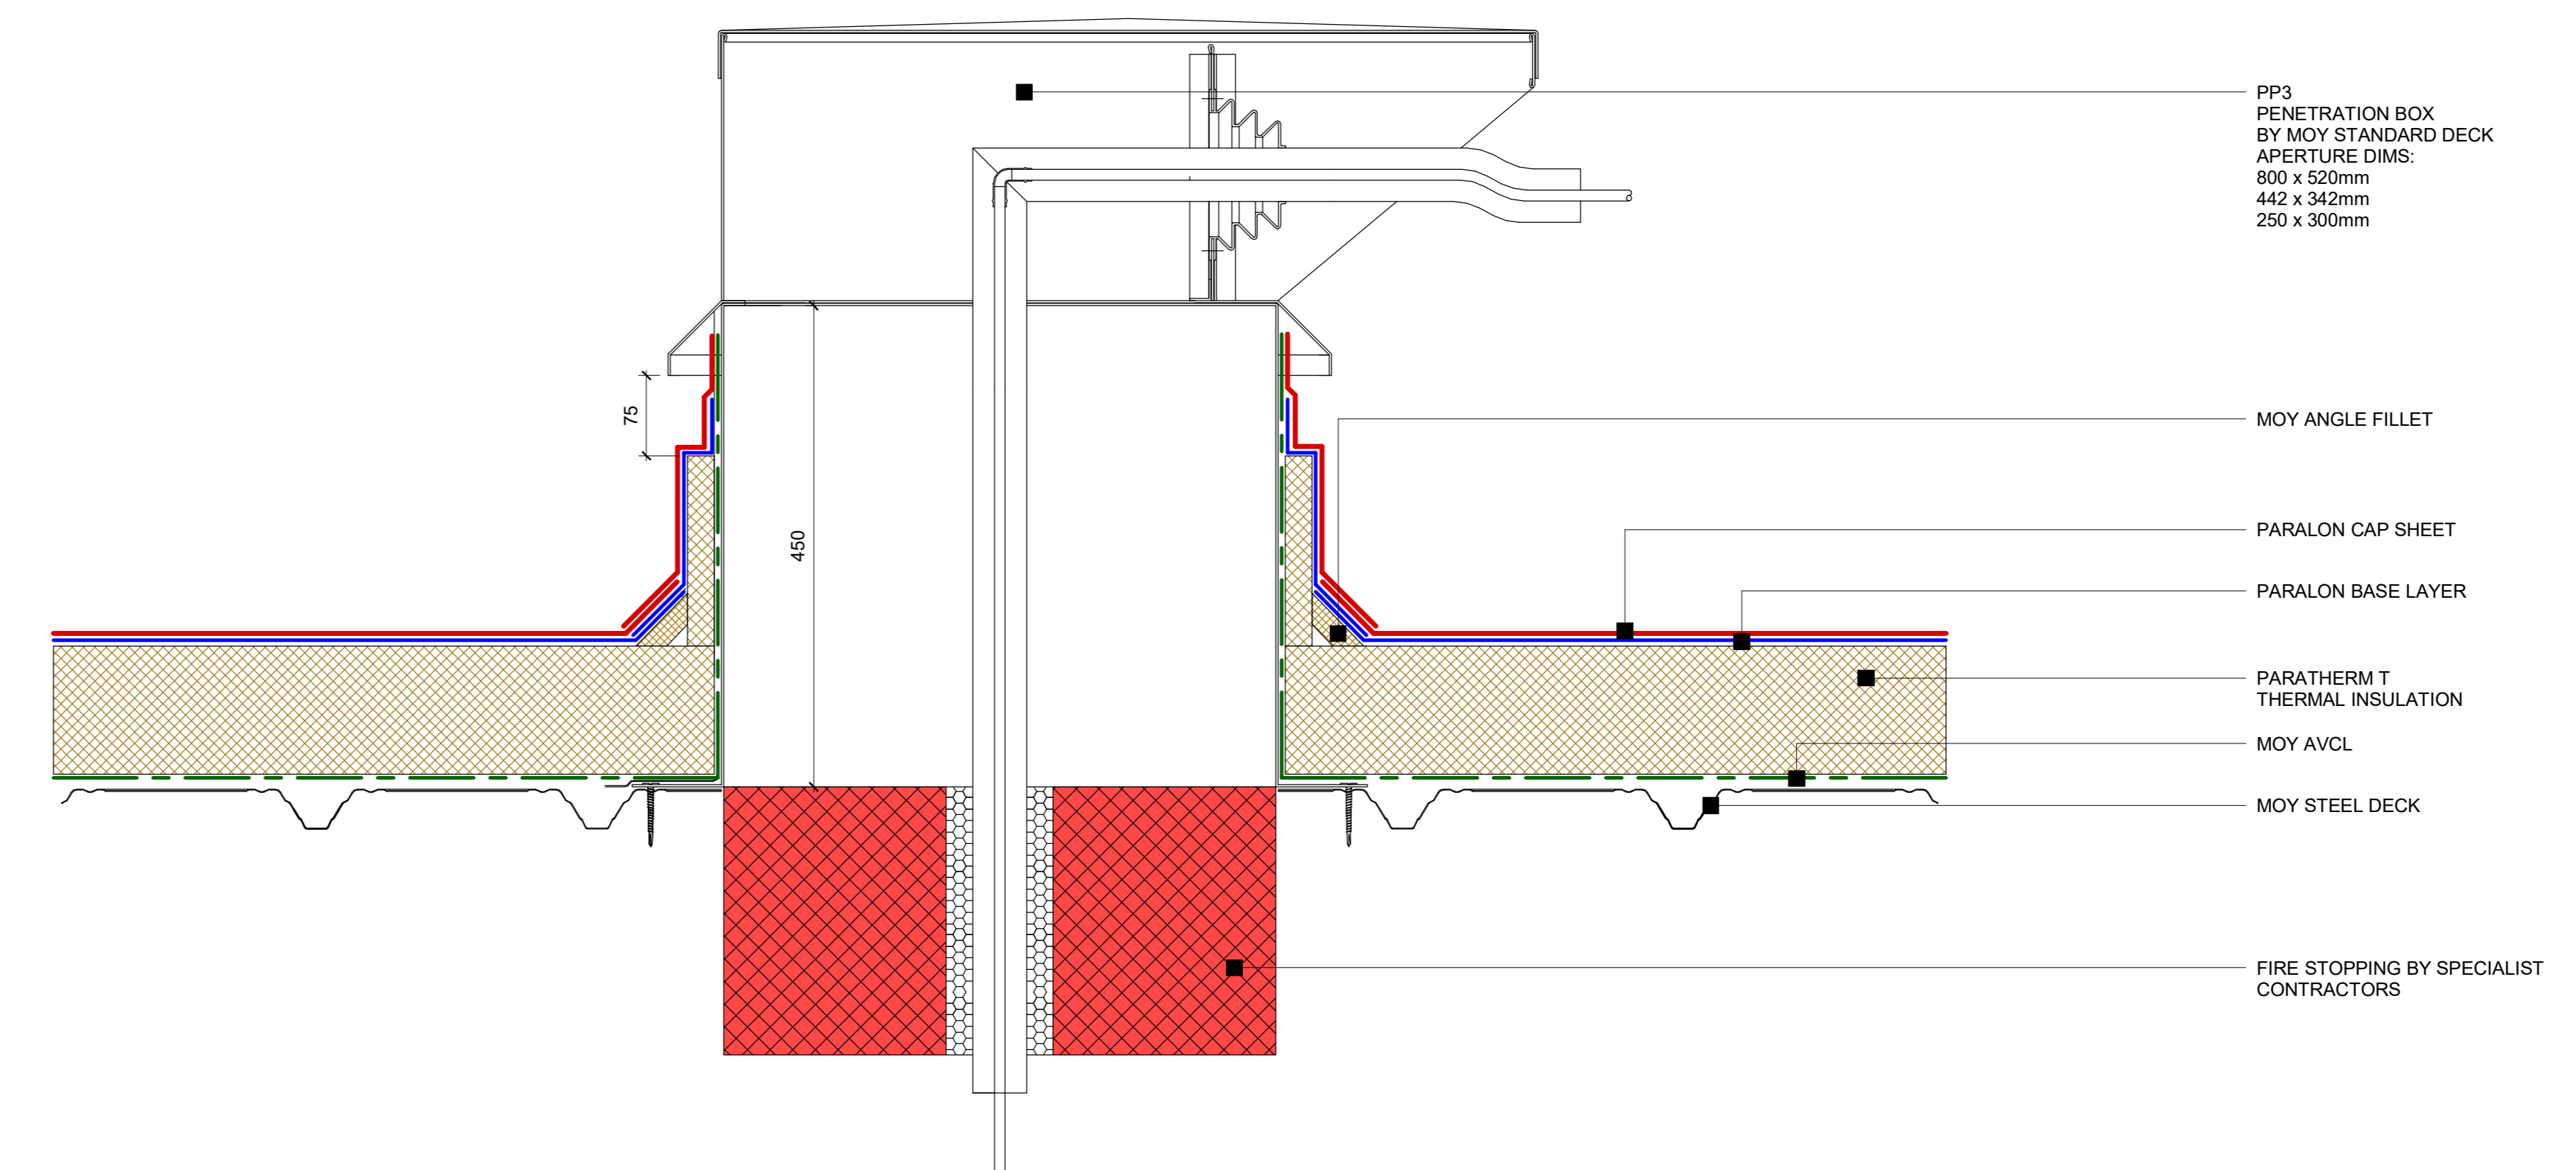 PP3
PENETRATION BOX
BY MOY STANDARD DECK
APERTURE DIMS:
800 x 520mm
442 x 342mm
250 x 300mm
75
MOY ANGLE FILLET
450
PARALON CAP SHEET
PARALON BASE LAYER
PARATHERM T
THERMAL INSULATION
MOY AVCL
MOY STEEL DECK
FIRE STOPPING BY SPECIALIST
CONTRACTORS